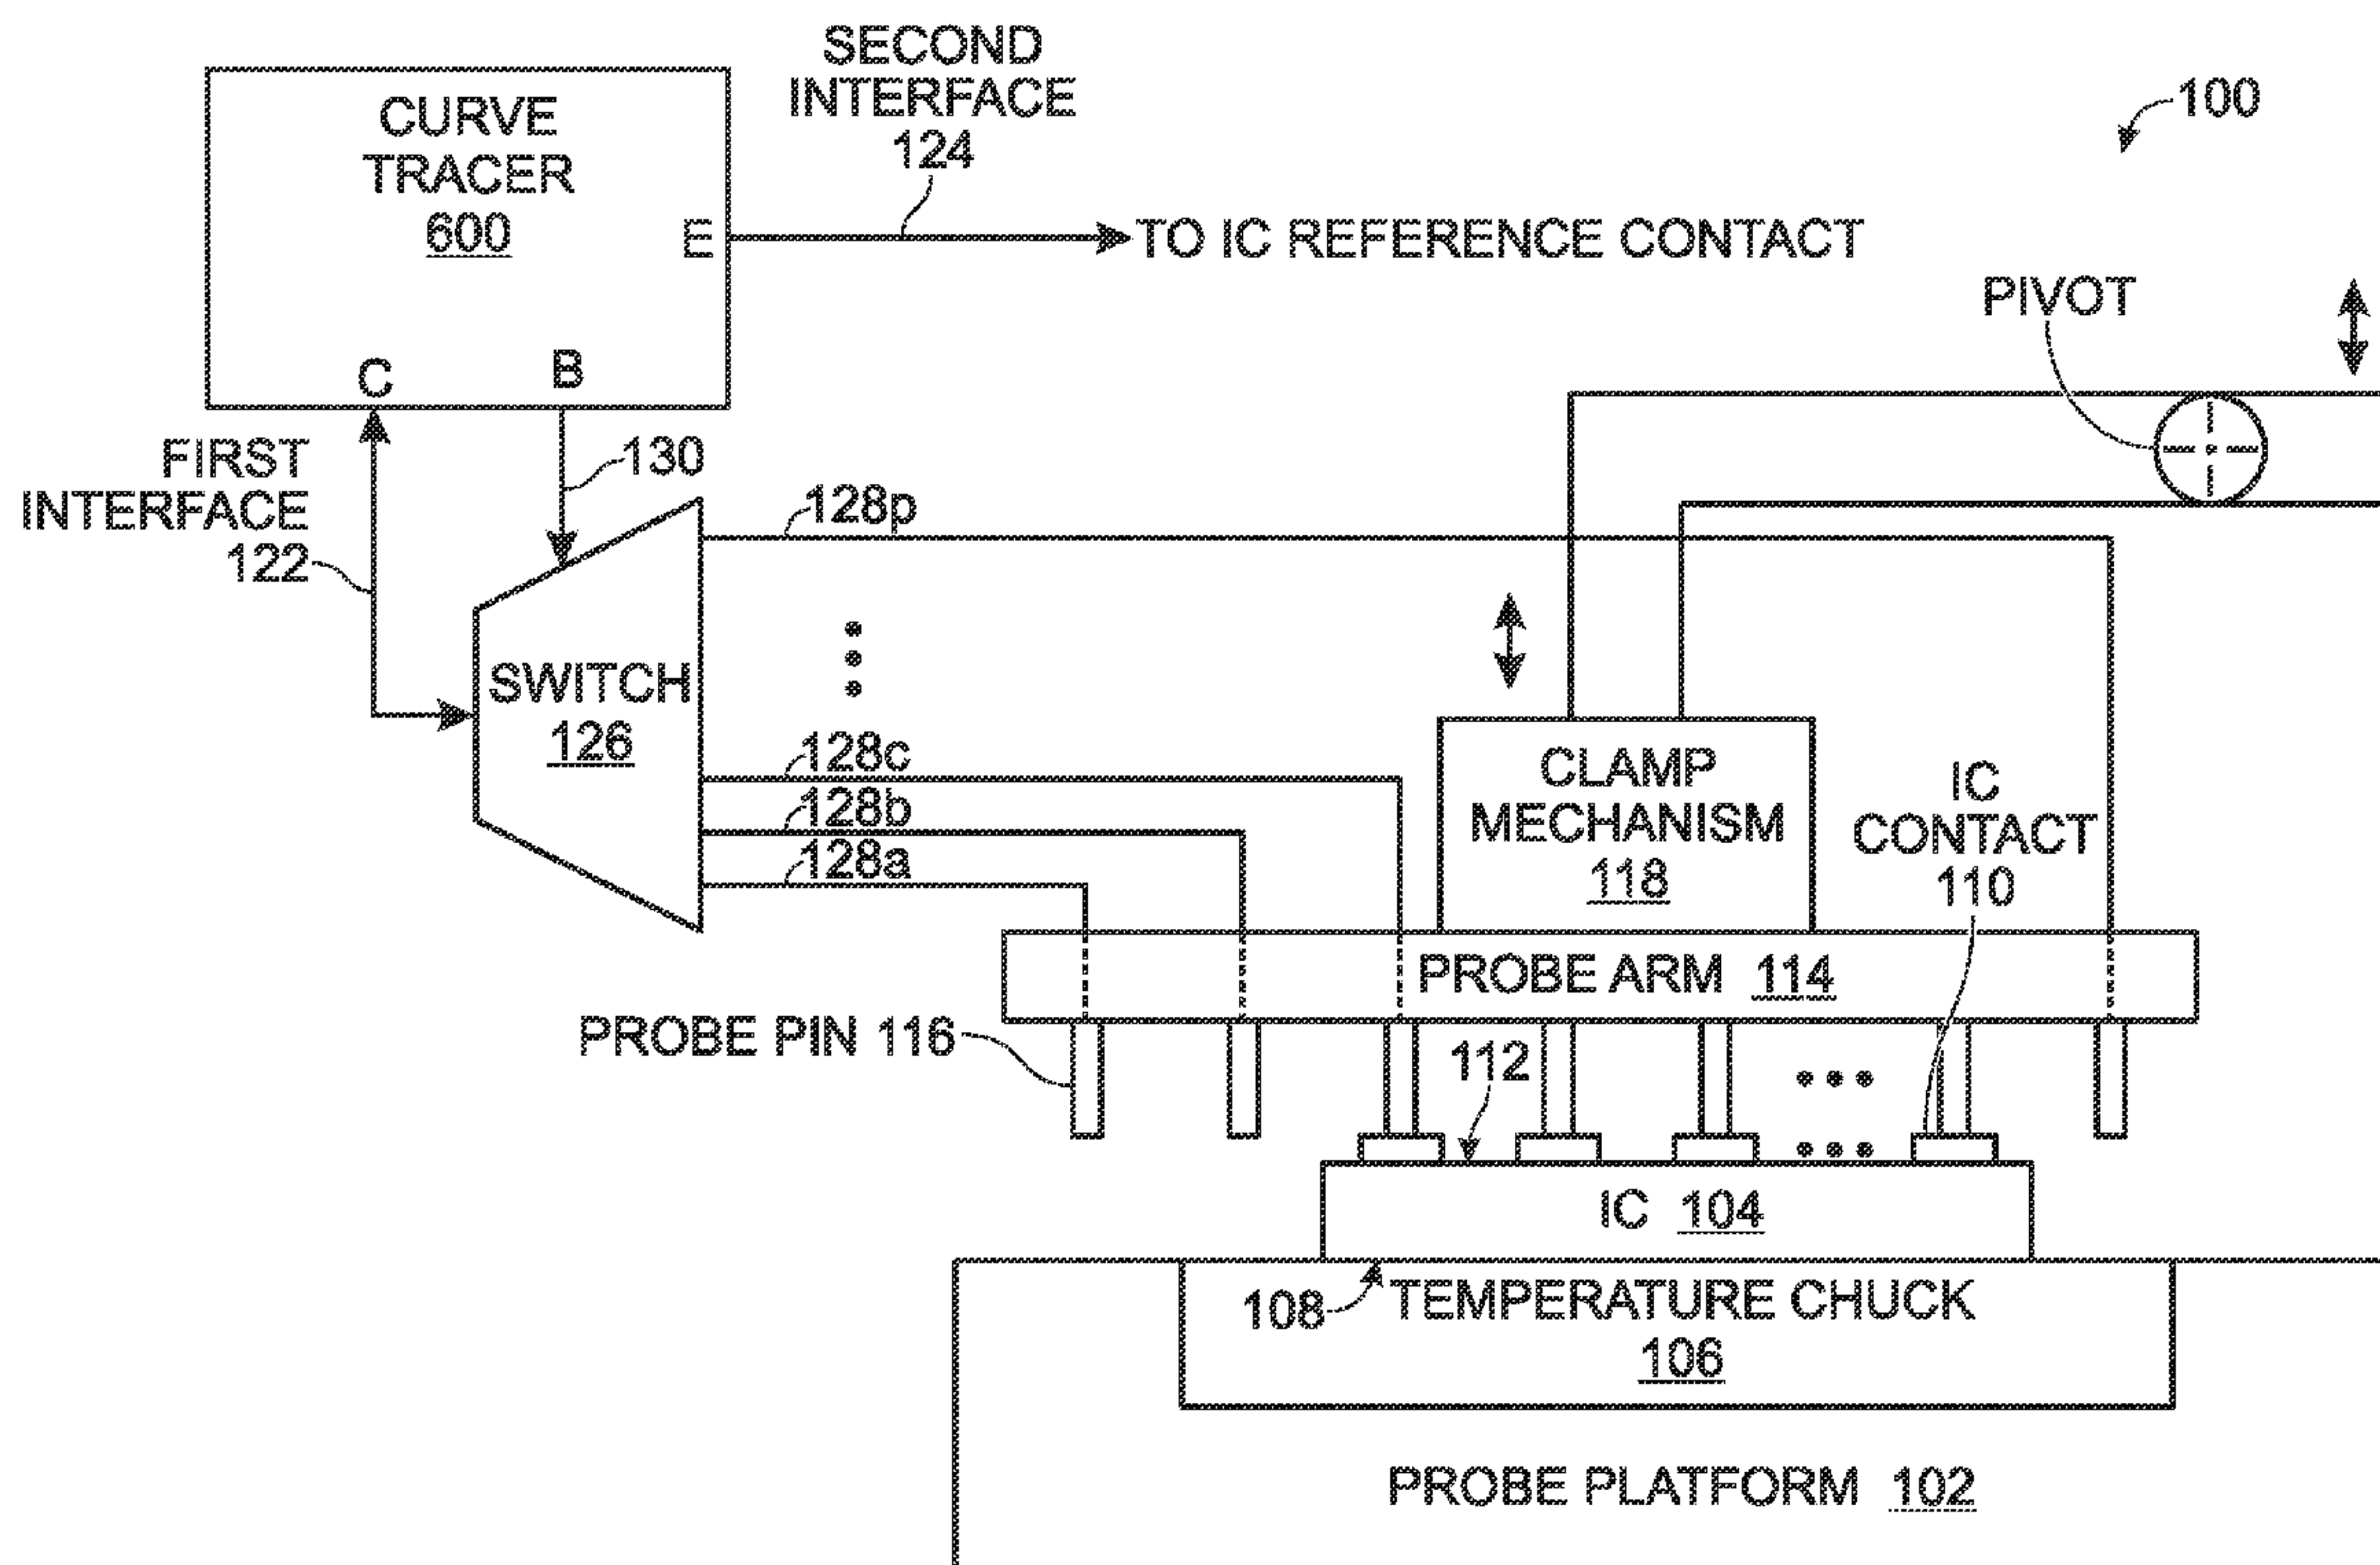 SECOND
INTERFACE
124
100
CURVE
TRACER
600
E
TO IC REFERENCE CONTACT
PIVOT
C
B
FIRST
INTERFACE
122
130
128p
SWITCH
126
128c
128b
128a
CLAMP
MECHANISM
118
IC
CONTACT
110
PROBE ARM 114
PROBE PIN 116
112
IC 104
108
TEMPERATURE CHUCK
106
PROBE PLATFORM 102